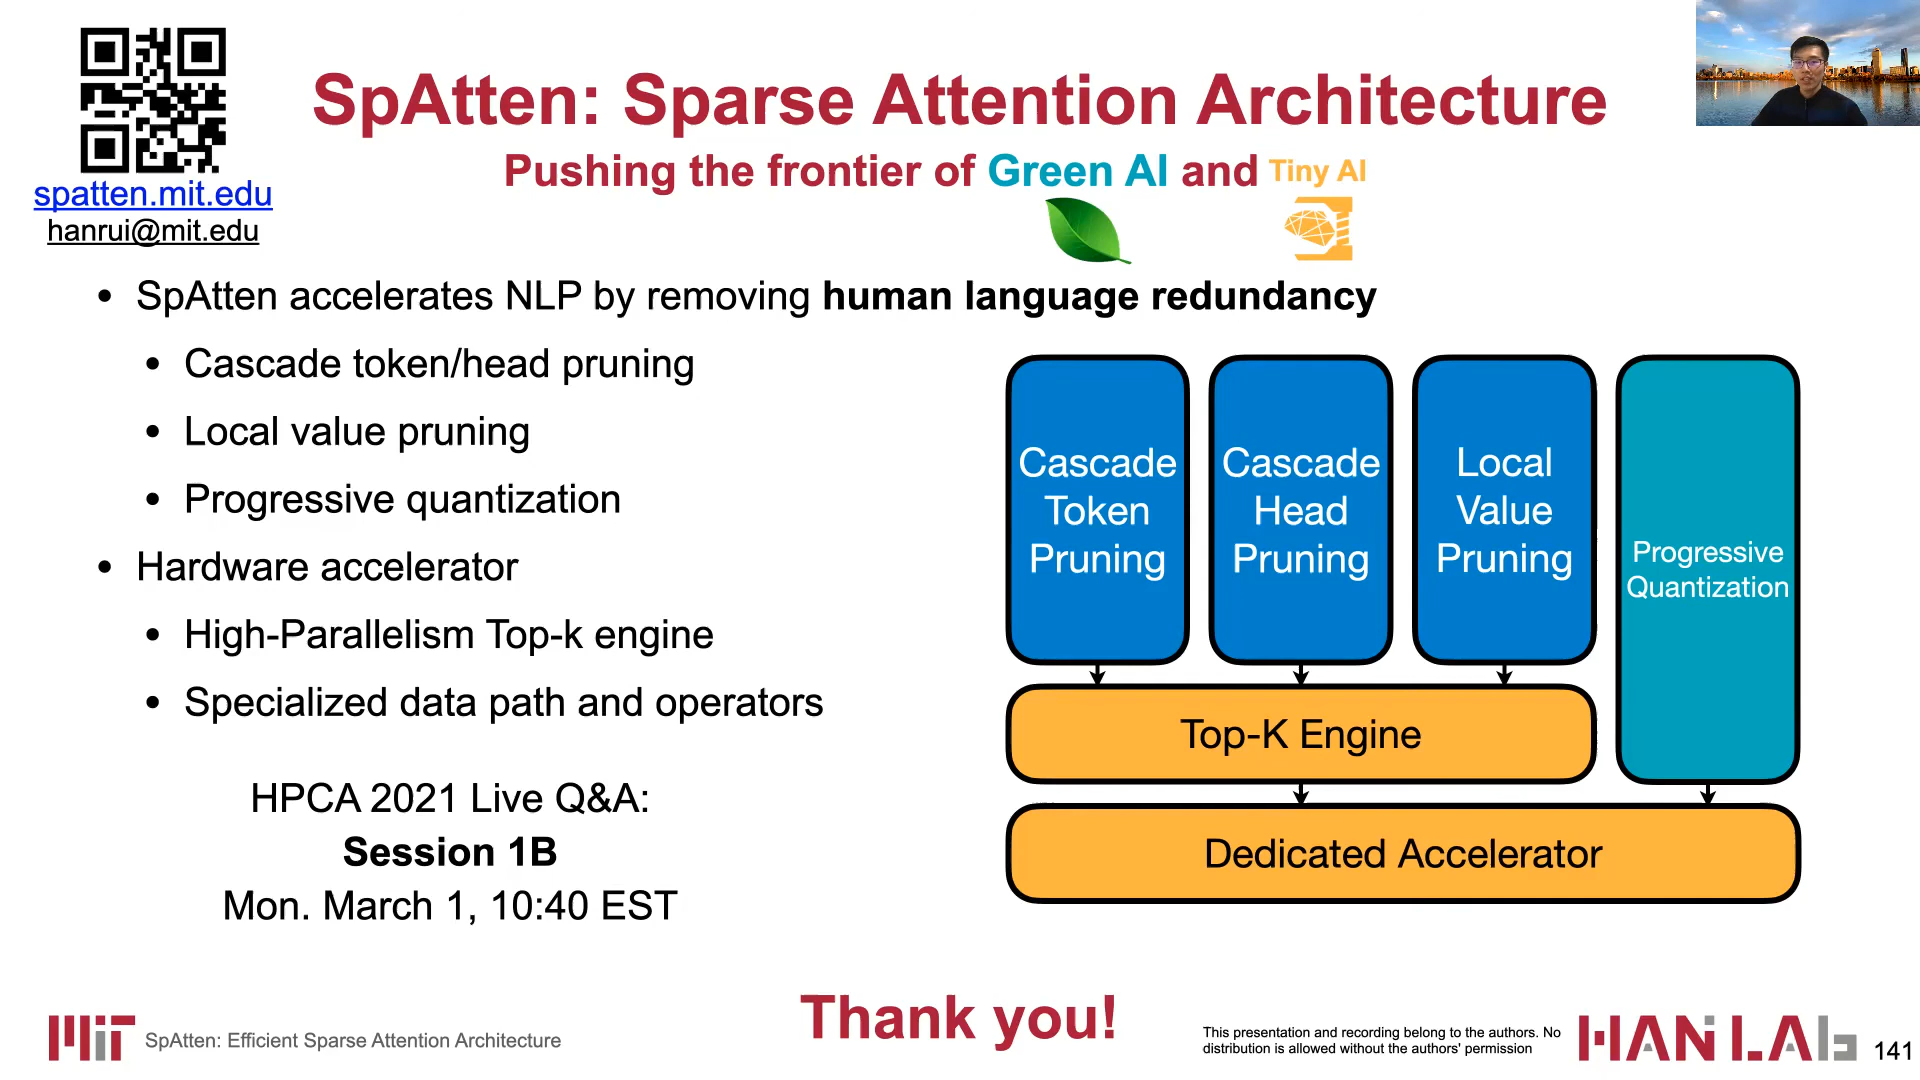 SpAtten: Sparse Attention Architecture
Pushing the frontier of Green AI and Tiny AI
spatten.mit.edu
hanrui@mit.edu
• SpAtten accelerates NLP by removing human language redundancy
• Cascade token/head pruning
• Local value pruning
• Progressive quantization
• Hardware accelerator
• High-Parallelism Top-k engine
• Specialized data path and operators
HPCA 2021 Live Q&A:
Session 1B
Mon. March 1, 10:40 EST
Cascade
Token
Pruning
Cascade
Head
Pruning
Local
Value
Pruning
Progressive
Quantization
Top-K Engine
Dedicated Accelerator
Thank you!
MIT
SpAtten: Efficient Sparse Attention Architecture
This presentation and recording belong to the authors. No
distribution is allowed without the authors' permission
HAN LAb
141